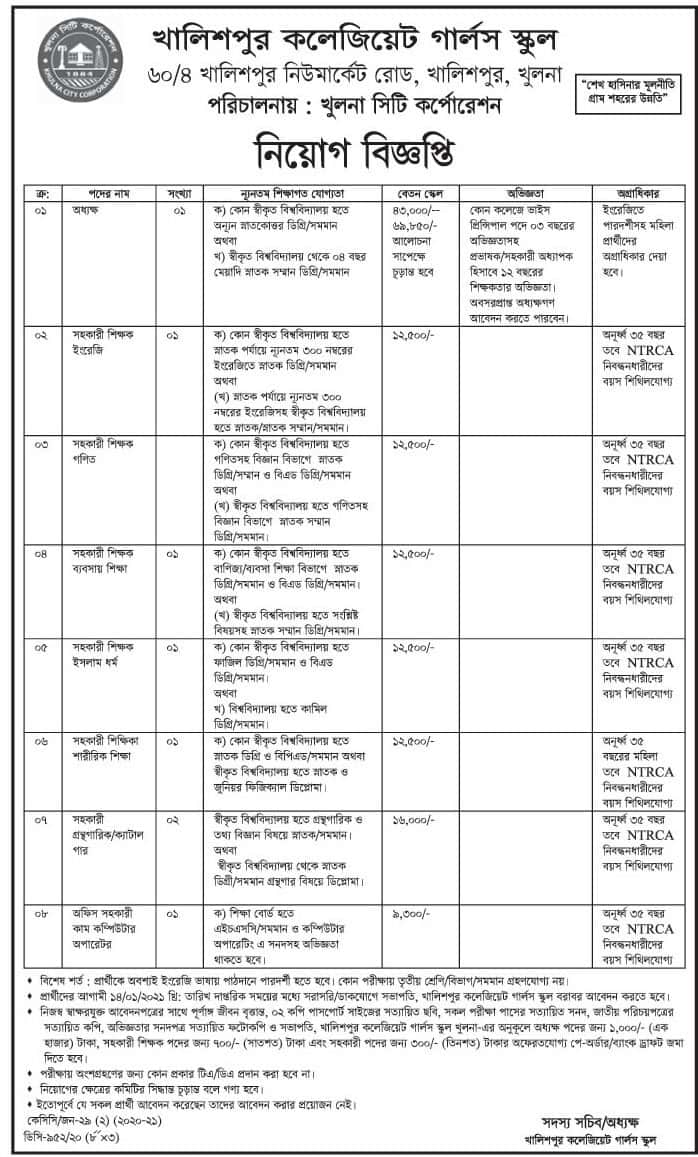 খুলনা সিটি কর্পোরেশন
1884
KHULNA CITY CORPORATION
খালিশপুর কলেজিয়েট গার্লস স্কুল
৬০/৪ খালিশপুর নিউমার্কেট রোড, খালিশপুর, খুলনা
পরিচালনায় : খুলনা সিটি কর্পোরেশন
“শেখ হাসিনার মূলনীতি
গ্রাম শহরের উন্নতি”
নিয়োগ বিজ্ঞপ্তি
ক্র: পদের নাম সংখ্যা ন্যূনতম শিক্ষাগত যোগ্যতা বেতন স্কেল অভিজ্ঞতা অগ্রাধিকার
০১ অধ্যক্ষ ০১ ক) কোন স্বীকৃত বিশ্ববিদ্যালয় হতে ৪৩,০০০/-- কোন কলেজে ভাইস ইংরেজিতে
অন্যূন স্নাতকোত্তর ডিগ্রি/সমমান ৬৯,৮৫০/- প্রিন্সিপাল পদে ০৩ বছরের পারদর্শীসহ মহিলা
অথবা আলোচনা অভিজ্ঞতাসহ প্রার্থীদের
খ) স্বীকৃত বিশ্ববিদ্যালয় থেকে ০৪ বছর সাপেক্ষে প্রভাষক/সহকারী অধ্যাপক অগ্রাধিকার দেয়া
মেয়াদি স্নাতক সম্মান ডিগ্রি/সমমান চূড়ান্ত হবে হিসাবে ১২ বছরের হবে।
শিক্ষকতার অভিজ্ঞতা।
অবসরপ্রাপ্ত অধ্যক্ষগণ
আবেদন করতে পারবেন।
০২ সহকারী শিক্ষক ০১ ক) কোন স্বীকৃত বিশ্ববিদ্যালয় হতে ১২,৫০০/- অনূর্ধ্ব ৩৫ বছর
ইংরেজি স্নাতক পর্যায়ে ন্যূনতম ৩০০ নম্বরের তবে NTRCA
ইংরেজিতে স্নাতক ডিগ্রি/সমমান নিবন্ধনধারীদের
অথবা বয়স শিথিলযোগ্য
(খ) স্নাতক পর্যায়ে ন্যূনতম ৩০০
নম্বরের ইংরেজিসহ স্বীকৃত বিশ্ববিদ্যালয়
হতে স্নাতক/স্নাতক সম্মান/সমমান।
০৩ সহকারী শিক্ষক ০১ ক) কোন স্বীকৃত বিশ্ববিদ্যালয় হতে ১২,৫০০/- অনূর্ধ্ব ৩৫ বছর
গণিত গণিতসহ বিজ্ঞান বিভাগে স্নাতক তবে NTRCA
ডিগ্রি/সম্মান ও বিএড ডিগ্রি/সমমান নিবন্ধনধারীদের
অথবা বয়স শিথিলযোগ্য
(খ) স্বীকৃত বিশ্ববিদ্যালয় হতে গণিতসহ
বিজ্ঞান বিভাগে স্নাতক সম্মান
ডিগ্রি/সমমান।
০৪ সহকারী শিক্ষক ০১ ক) কোন স্বীকৃত বিশ্ববিদ্যালয় হতে ১২,৫০০/- অনূর্ধ্ব ৩৫ বছর
ব্যবসায় শিক্ষা বাণিজ্য/ব্যবসা শিক্ষা বিভাগে স্নাতক তবে NTRCA
ডিগ্রি/সমমান ও বিএড ডিগ্রি/সমমান। নিবন্ধনধারীদের
অথবা বয়স শিথিলযোগ্য
(খ) স্বীকৃত বিশ্ববিদ্যালয় হতে সংশ্লিষ্ট
বিষয়সহ স্নাতক সম্মান ডিগ্রি/সমমান।
০৫ সহকারী শিক্ষক ০১ ক) কোন স্বীকৃত বিশ্ববিদ্যালয় হতে ১২,৫০০/- অনূর্ধ্ব ৩৫ বছর
ইসলাম ধর্ম ফাজিল ডিগ্রি/সমমান ও বিএড তবে NTRCA
ডিগ্রি/সমমান। নিবন্ধনধারীদের
অথবা বয়স শিথিলযোগ্য
খ) বিশ্ববিদ্যালয় হতে কামিল
ডিগ্রি/সমমান।
০৬ সহকারী শিক্ষিকা ০১ ক) কোন স্বীকৃত বিশ্ববিদ্যালয় হতে ১২,৫০০/- অনূর্ধ্ব ৩৫
শারীরিক শিক্ষা স্নাতক ডিগ্রি ও বিপিএড/সমমান অথবা বছরের মহিলা
স্বীকৃত বিশ্ববিদ্যালয় হতে স্নাতক ও তবে NTRCA
জুনিয়র ফিজিক্যাল ডিপ্লোমা। নিবন্ধনধারীদের
বয়স শিথিলযোগ্য
০৭ সহকারী ০২ স্বীকৃত বিশ্ববিদ্যালয় হতে গ্রন্থগারিক ও ১৬,০০০/- অনূর্ধ্ব ৩৫ বছর
গ্রন্থগারিক/ক্যাটাল তথ্য বিজ্ঞান বিষয়ে স্নাতক/সমমান। তবে NTRCA
গার অথবা নিবন্ধনধারীদের
স্বীকৃত বিশ্ববিদ্যালয় থেকে স্নাতক বয়স শিথিলযোগ্য
ডিগ্রী/সমমান গ্রন্থগার বিষয়ে ডিপ্লোমা।
০৮ অফিস সহকারী ০১ ক) শিক্ষা বোর্ড হতে ৯,৩০০/- অনূর্ধ্ব ৩৫ বছর
কাম কম্পিউটার এইচএসসি/সমমান ও কম্পিউটার তবে NTRCA
অপারেটর অপারেটিং এ সনদসহ অভিজ্ঞতা নিবন্ধনধারীদের
থাকতে হবে। বয়স শিথিলযোগ্য
♦ বিশেষ শর্ত : প্রার্থীকে অবশ্যই ইংরেজি ভাষায় পাঠদানে পারদর্শী হতে হবে। কোন পরীক্ষায় তৃতীয় শ্রেণি/বিভাগ/সমমান গ্রহণযোগ্য নয়।
♦ প্রার্থীদের আগামী ১৪/০১/২০২১ খ্রি: তারিখ দাপ্তরিক সময়ের মধ্যে সরাসরি/ডাকযোগে সভাপতি, খালিশপুর কলেজিয়েট গার্লস স্কুল বরাবর আবেদন করতে হবে।
♦ নিজস্ব স্বাক্ষরযুক্ত আবেদনপত্রের সাথে পূর্ণাঙ্গ জীবন বৃত্তান্ত, ০২ কপি পাসপোর্ট সাইজের সত্যায়িত ছবি, সকল পরীক্ষা পাসের সত্যায়িত সনদ, জাতীয় পরিচয়পত্রের
সত্যায়িত কপি, অভিজ্ঞতার সনদপত্র সত্যায়িত ফটোকপি ও সভাপতি, খালিশপুর কলেজিয়েট গার্লস স্কুল খুলনা-এর অনুকূলে অধ্যক্ষ পদের জন্য ১,০০০/- (এক
হাজার) টাকা, সহকারী শিক্ষক পদের জন্য ৭০০/- (সাতশত) টাকা এবং সহকারী পদের জন্য ৩০০/- (তিনশত) টাকার অফেরতযোগ্য পে-অর্ডার/ব্যাংক ড্রাফট জমা
দিতে হবে।
♦ পরীক্ষায় অংশগ্রহণের জন্য কোন প্রকার টিএ/ডিএ প্রদান করা হবে না।
♦ নিয়োগের ক্ষেত্রের কমিটির সিদ্ধান্ত চূড়ান্ত বলে গণ্য হবে।
♦ ইতোপূর্বে যে সকল প্রার্থী আবেদন করেছেন তাদের আবেদন করার প্রয়োজন নেই।
কেসিসি/জন-২৯ (২) (২০২০-২১)
ডিসি-৯৫২/২০ (৮˝×৩)
সদস্য সচিব/অধ্যক্ষ
খালিশপুর কলেজিয়েট গার্লস স্কুল